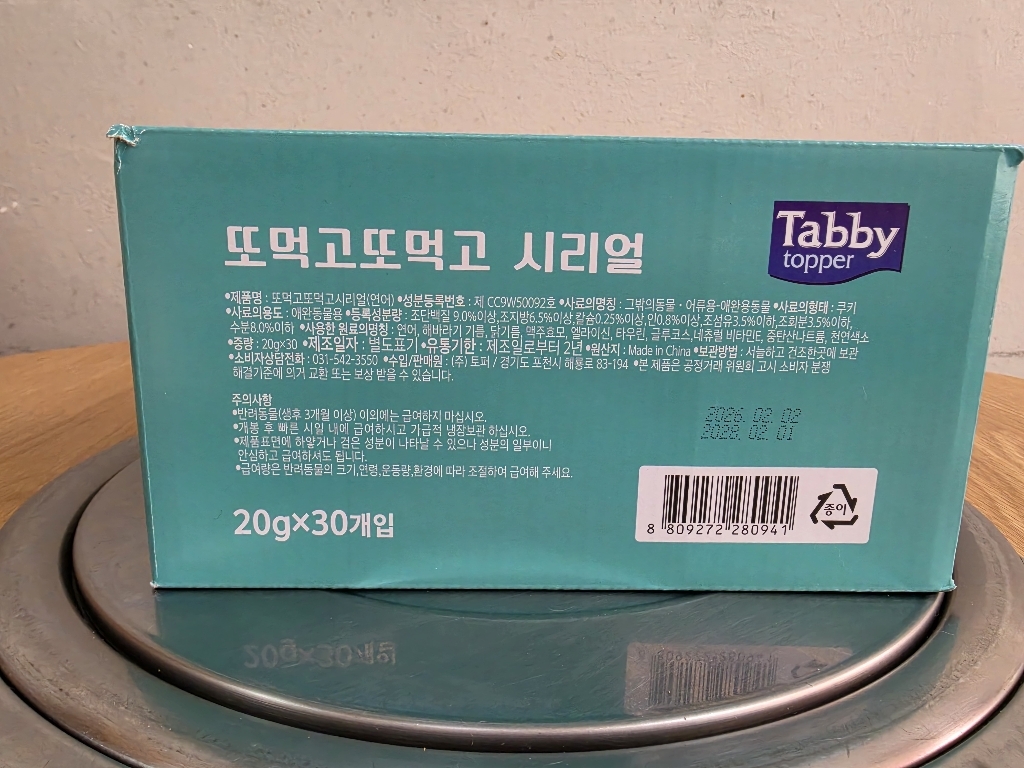 Tabby
topper
또먹고또먹고 시리얼
•제품명 : 또먹고또먹고시리얼(연어) •성분등록번호 : 제 CC9W50092호 •사료의명칭 : 그밖의동물·어류용-애완용동물 •사료의형태 : 쿠키
•사료의용도 : 애완동물용 •등록성분량 : 조단백질 9.0%이상,조지방6.5%이상,칼슘0.25%이상,인0.8%이상,조섬유3.5%이하,조회분3.5%이하,
수분8.0%이하 •사용한 원료의명칭 : 연어, 해바라기 기름, 닭기름, 맥주효모, 엘라이신, 타우린, 글루코스, 네츄럴 비타민E, 중탄산나트륨, 천연색소
•중량 : 20g×30 •제조일자 : 별도표기 •유통기한 : 제조일로부터 2년 •원산지 : Made in China •보관방법 : 서늘하고 건조한곳에 보관
•소비자상담전화 : 031-542-3550 •수입/판매원 : (주) 토퍼 / 경기도 포천시 해룡로 83-194 •본 제품은 공정거래 위원회 고시 소비자 분쟁
해결기준에 의거 교환 또는 보상 받을 수 있습니다.
주의사항
•반려동물(생후 3개월 이상) 이외에는 급여하지 마십시오.
•개봉 후 빠른 시일 내에 급여하시고 가급적 냉장보관 하십시오.
•제품표면에 하얗거나 검은 성분이 나타날 수 있으나 성분의 일부이니
안심하고 급여하셔도 됩니다.
•급여량은 반려동물의 크기,연령,운동량,환경에 따라 조절하여 급여해 주세요.
2026. 02. 02
2028. 02. 01
20g×30개입
8 809272 280941
종이